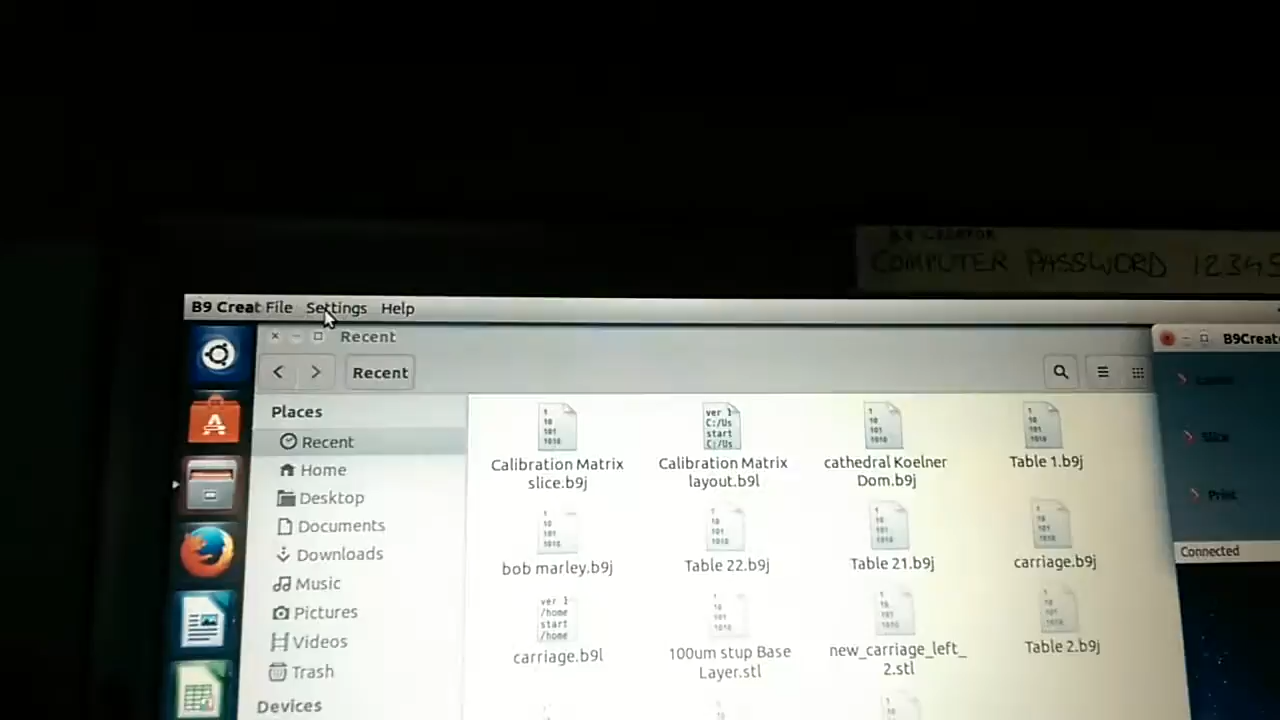 COMPUTER PASSWORD 12345
B9 Creat File Settings Help
Recent
B9Create
Recent
Places
Recent
Home
Desktop
Documents
Downloads
Music
Pictures
Videos
Trash
Devices
Calibration Matrix
slice.b9j
Calibration Matrix
layout.b9l
cathedral Koelner
Dom.b9j
Table 1.b9j
bob marley.b9j
Table 22.b9j
Table 21.b9j
carriage.b9j
carriage.b9l
100um stup Base
Layer.stl
new_carriage_left_
2.stl
Table 2.b9j
Slice
Print
Connected